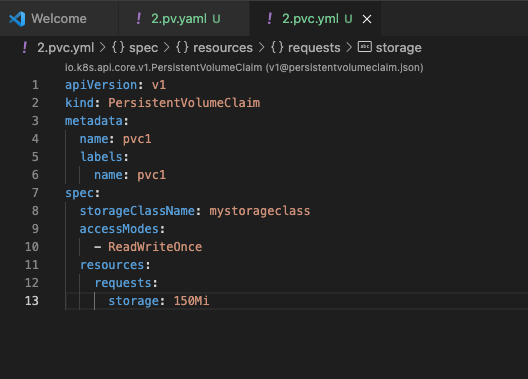 Welcome
! 2.pv.yaml U
! 2.pvc.yml U ×
! 2.pvc.yml > {} spec > {} resources > {} requests > abc storage
io.k8s.api.core.v1.PersistentVolumeClaim (v1@persistentvolumeclaim.json)
1 apiVersion: v1
2 kind: PersistentVolumeClaim
3 metadata:
4   name: pvc1
5   labels:
6     name: pvc1
7 spec:
8   storageClassName: mystorageclass
9   accessModes:
10     - ReadWriteOnce
11   resources:
12     requests:
13       storage: 150Mi